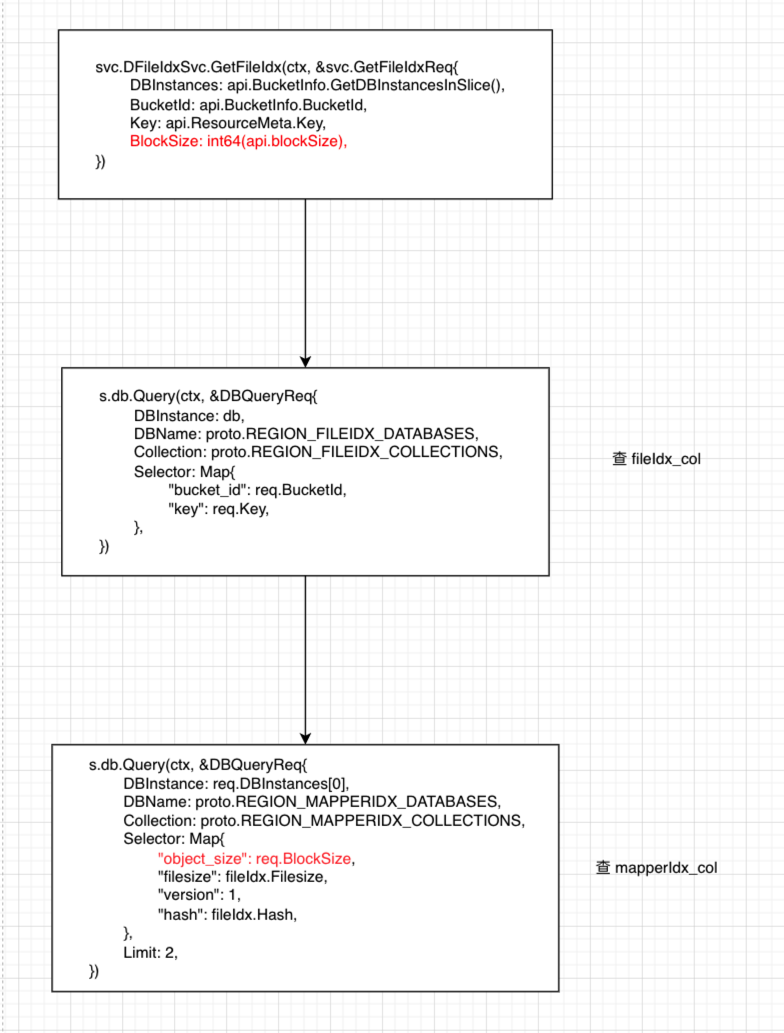 svc.DFileIdxSvc.GetFileIdx(ctx, &svc.GetFileIdxReq{
DBInstances: api.BucketInfo.GetDBInstancesInSlice(),
BucketId: api.BucketInfo.BucketId,
Key: api.ResourceMeta.Key,
BlockSize: int64(api.blockSize),
})
s.db.Query(ctx, &DBQueryReq{
DBInstance: db,
DBName: proto.REGION_FILEIDX_DATABASES,
Collection: proto.REGION_FILEIDX_COLLECTIONS,
Selector: Map{
"bucket_id": req.BucketId,
"key": req.Key,
},
})
查 fileIdx_col
s.db.Query(ctx, &DBQueryReq{
DBInstance: req.DBInstances[0],
DBName: proto.REGION_MAPPERIDX_DATABASES,
Collection: proto.REGION_MAPPERIDX_COLLECTIONS,
Selector: Map{
"object_size": req.BlockSize,
"filesize": fileIdx.Filesize,
"version": 1,
"hash": fileIdx.Hash,
},
Limit: 2,
})
查 mapperIdx_col